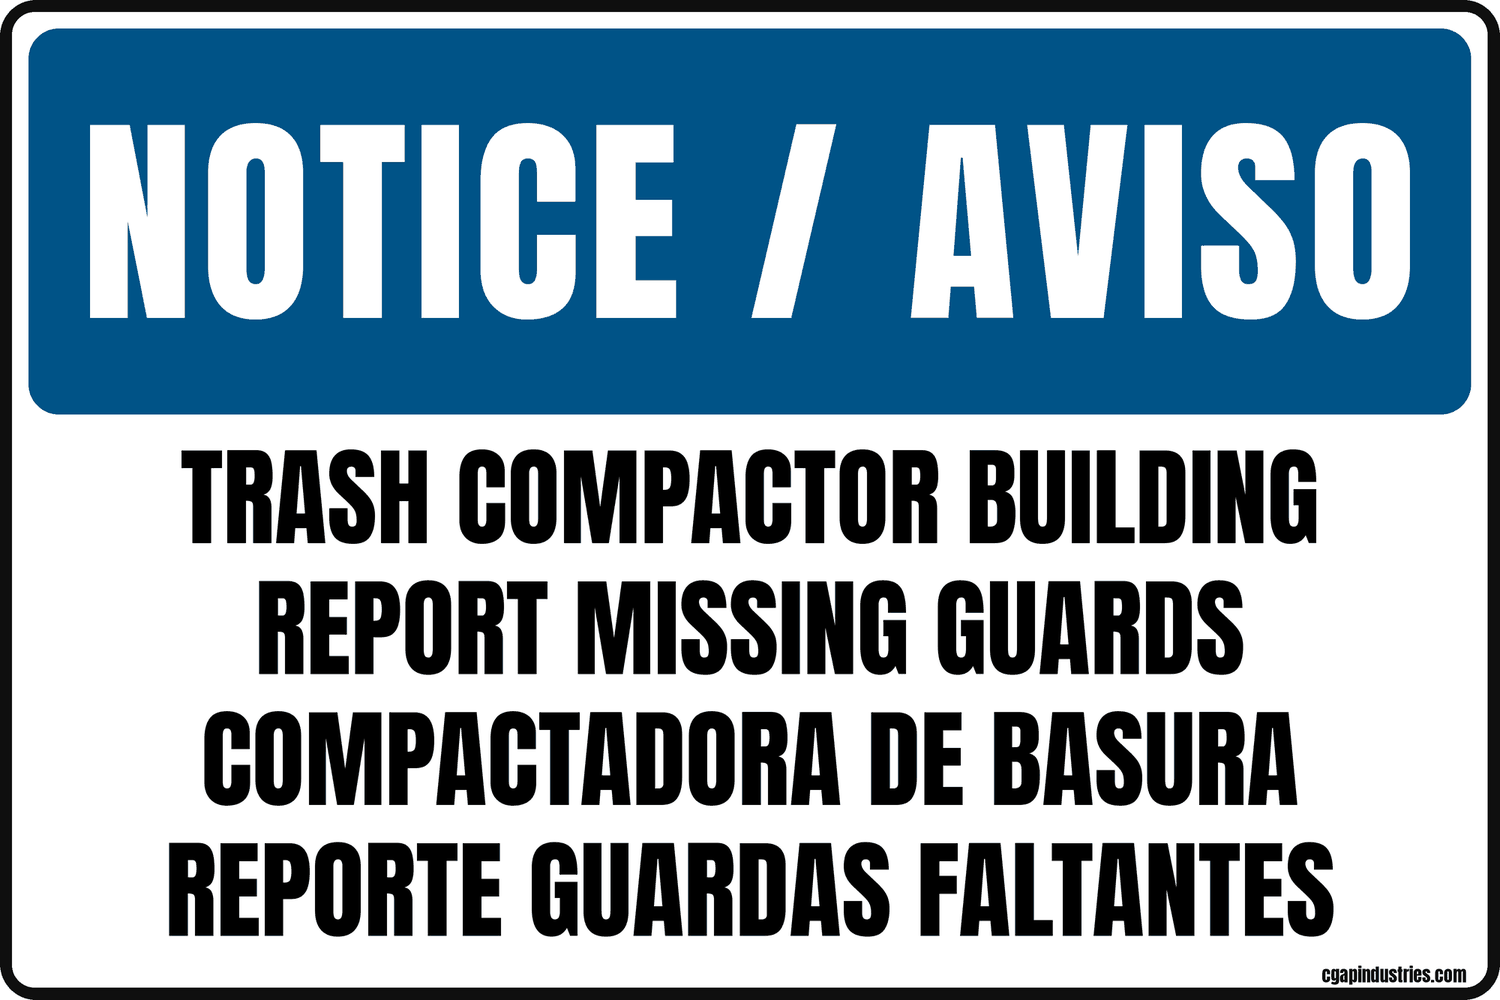 NOTICE / AVISO
TRASH COMPACTOR BUILDING
REPORT MISSING GUARDS
COMPACTADORA DE BASURA
REPORTE GUARDAS FALTANTES
cgapindustries.com